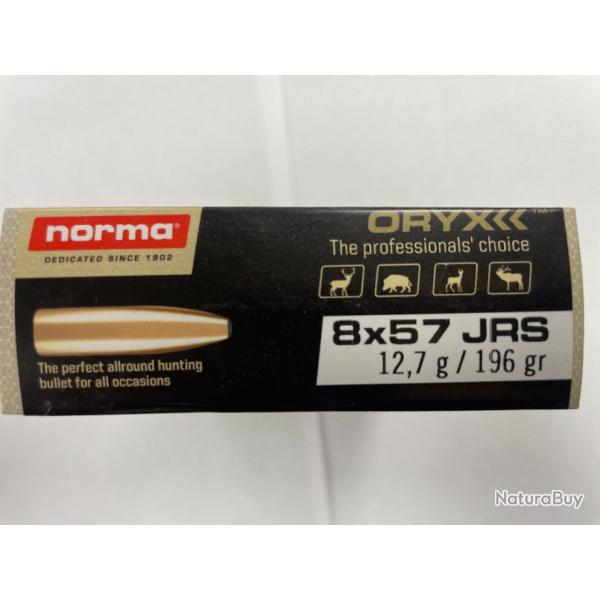 norma®
DEDICATED SINCE 1902
ORYX™
The professionals' choice
8x57 JRS
12,7 g / 196 gr
The perfect allround hunting
bullet for all occasions
NaturaBuy